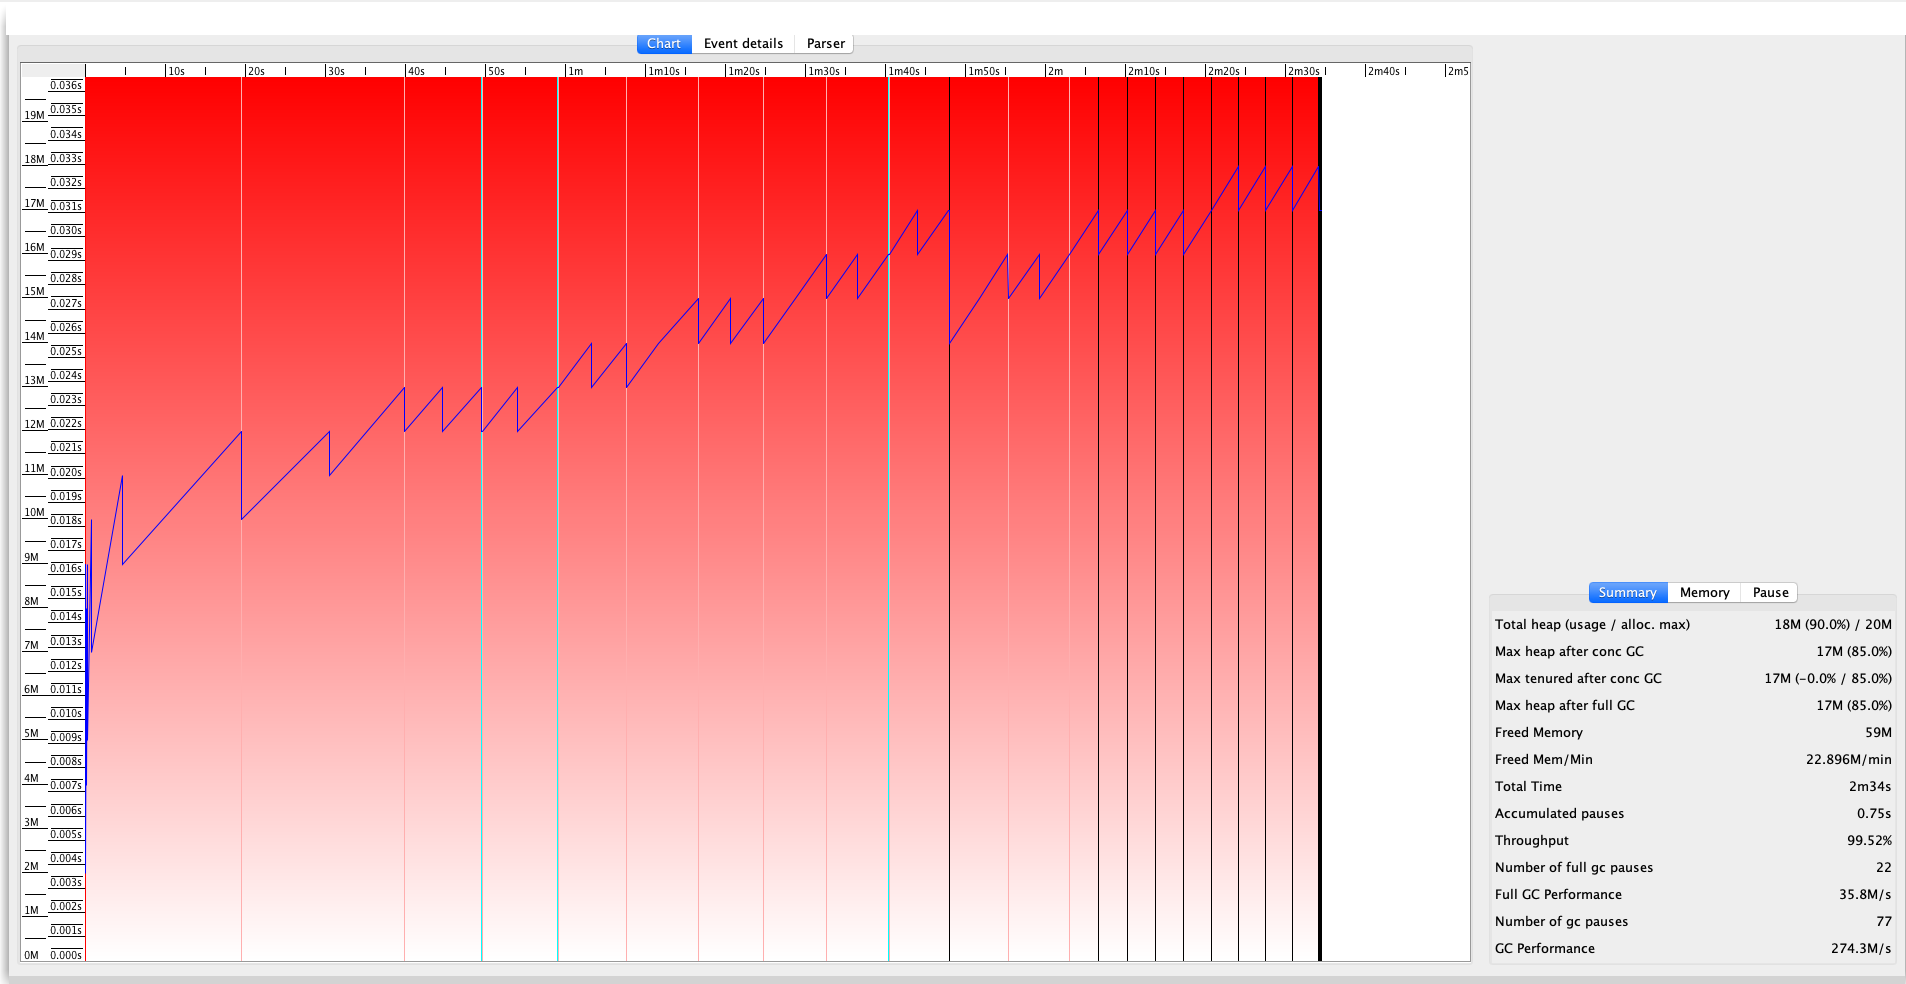 Chart Event details Parser
10s 20s 30s 40s 50s 1m 1m10s 1m20s 1m30s 1m40s 1m50s 2m 2m10s 2m20s 2m30s 2m40s 2m5
0.036s
0.035s
19M
0.034s
0.033s
18M
0.032s
17M
0.031s
0.030s
16M
0.029s
0.028s
15M
0.027s
0.026s
14M
0.025s
0.024s
13M
0.023s
12M
0.022s
0.021s
11M
0.020s
0.019s
10M
0.018s
0.017s
9M
0.016s
0.015s
8M
0.014s
0.013s
7M
0.012s
6M
0.011s
0.010s
5M
0.009s
0.008s
4M
0.007s
0.006s
3M
0.005s
0.004s
2M
0.003s
0.002s
1M
0.001s
0M 0.000s
Summary Memory Pause
Total heap (usage / alloc. max) 18M (90.0%) / 20M
Max heap after conc GC 17M (85.0%)
Max tenured after conc GC 17M (-0.0% / 85.0%)
Max heap after full GC 17M (85.0%)
Freed Memory 59M
Freed Mem/Min 22.896M/min
Total Time 2m34s
Accumulated pauses 0.75s
Throughput 99.52%
Number of full gc pauses 22
Full GC Performance 35.8M/s
Number of gc pauses 77
GC Performance 274.3M/s